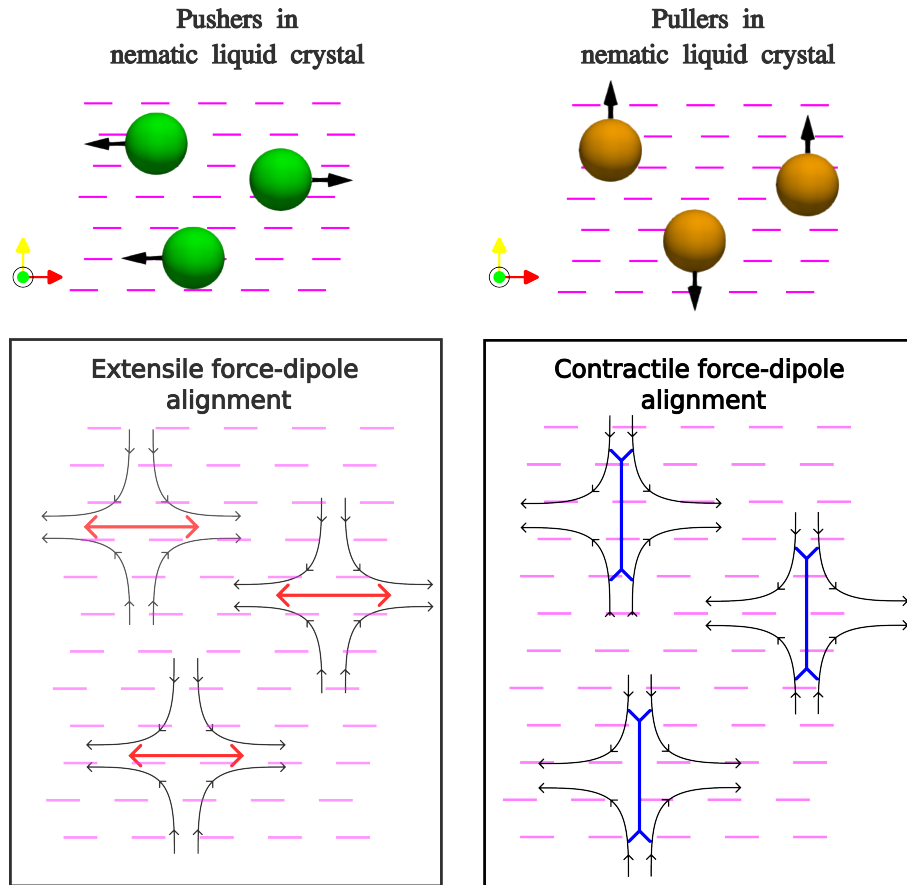 Pushers in
nematic liquid crystal
Pullers in
nematic liquid crystal
Extensile force-dipole
alignment
Contractile force-dipole
alignment